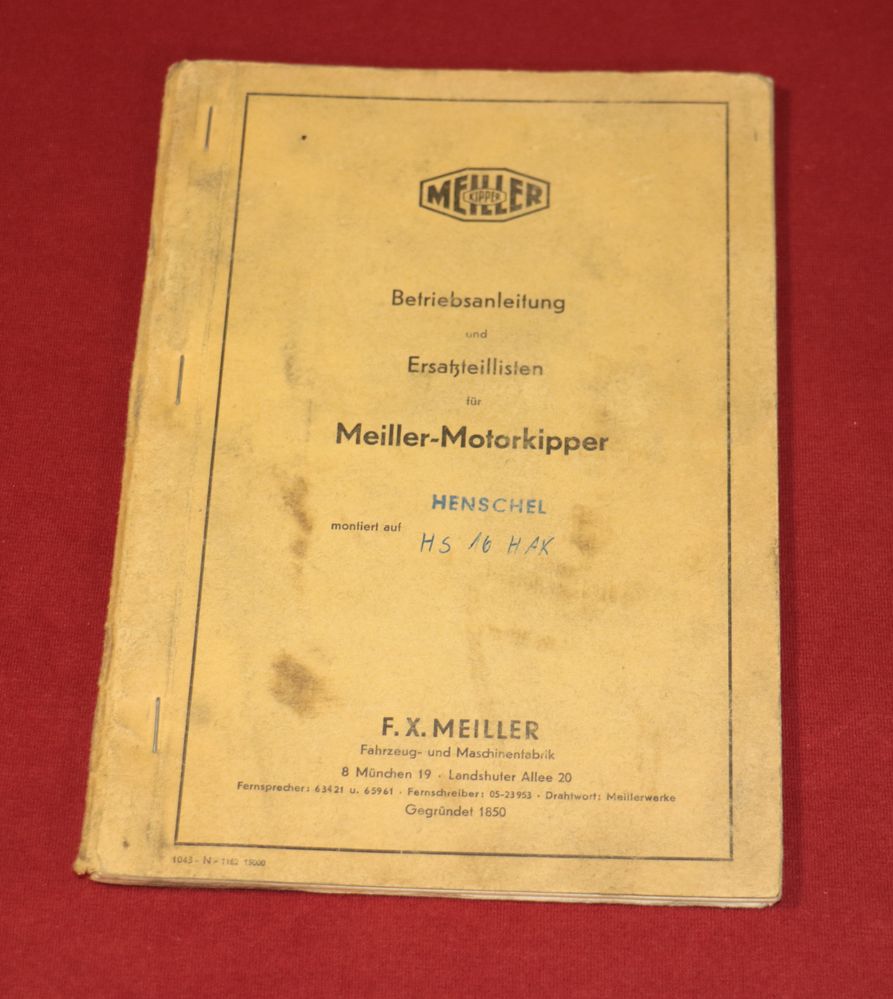 MEILLER
KIPPER
Betriebsanleitung
und
Ersatzteillisten
für
Meiller-Motorkipper
HENSCHEL
montiert auf
HS 16 HAK
F. X. MEILLER
Fahrzeug- und Maschinenfabrik
8 München 19 · Landshuter Allee 20
Fernsprecher: 63421 u. 65961 · Fernschreiber: 05-23953 · Drahtwort: Meillerwerke
Gegründet 1850
1043 - N - 1162 15000